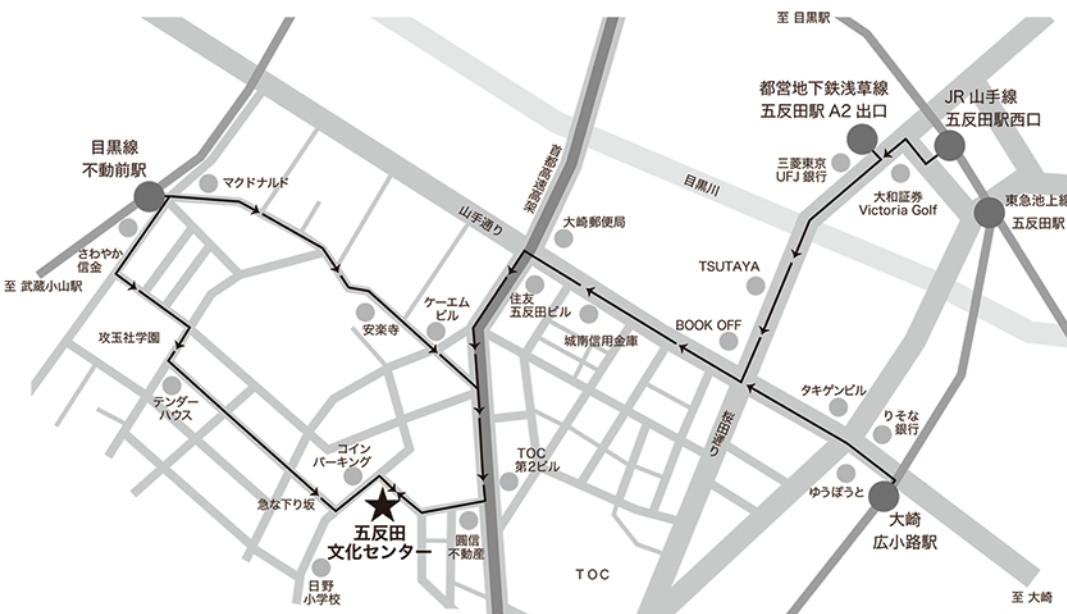 至 目黒駅
都営地下鉄浅草線
五反田駅 A2 出口
JR 山手線
五反田駅西口
目黒線
不動前駅
マクドナルド
首都高速高架
目黒川
三菱東京
UFJ 銀行
大和証券
Victoria Golf
東急池上線
五反田駅
山手通り
大崎郵便局
さわやか
信金
至 武蔵小山駅
TSUTAYA
ケーエム
ビル
住友
五反田ビル
安楽寺
城南信用金庫
BOOK OFF
攻玉社学園
テンダー
ハウス
タキゲンビル
桜田通り
りそな
銀行
コイン
パーキング
TOC
第2ビル
ゆうぽうと
急な下り坂
五反田
文化センター
圓信
不動産
大崎
広小路駅
日野
小学校
TOC
至 大崎